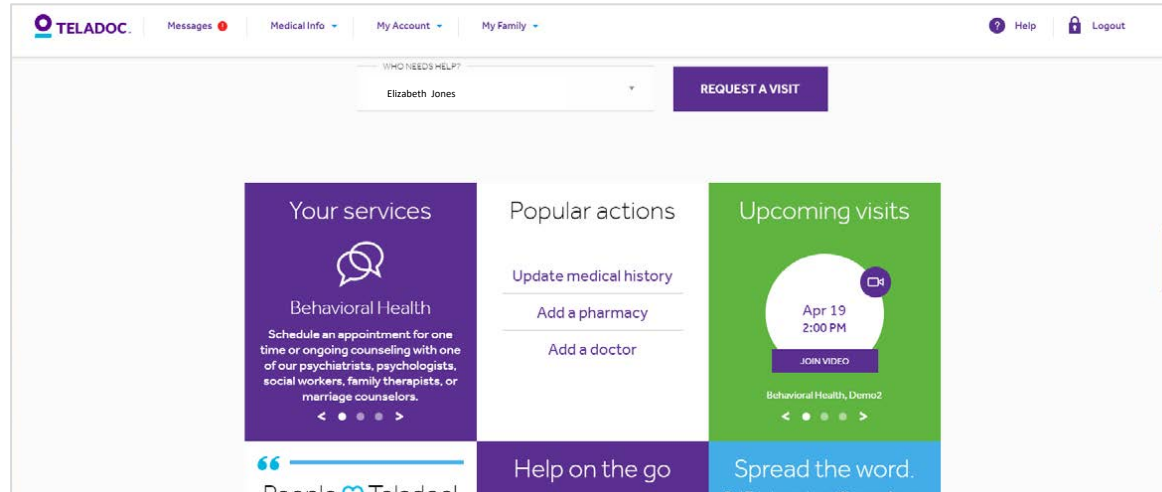 TELADOC.
Messages
Medical Info
My Account
My Family
? Help
Logout
WHO NEEDS HELP?
Elizabeth Jones
REQUEST A VISIT
Your services
Behavioral Health
Schedule an appointment for one
time or ongoing counseling with one
of our psychiatrists, psychologists,
social workers, family therapists, or
marriage counselors.
Popular actions
Update medical history
Add a pharmacy
Add a doctor
Upcoming visits
Apr 19
2:00 PM
JOIN VIDEO
Behavioral Health, Demo2
People Teladoc!
Help on the go
Spread the word.